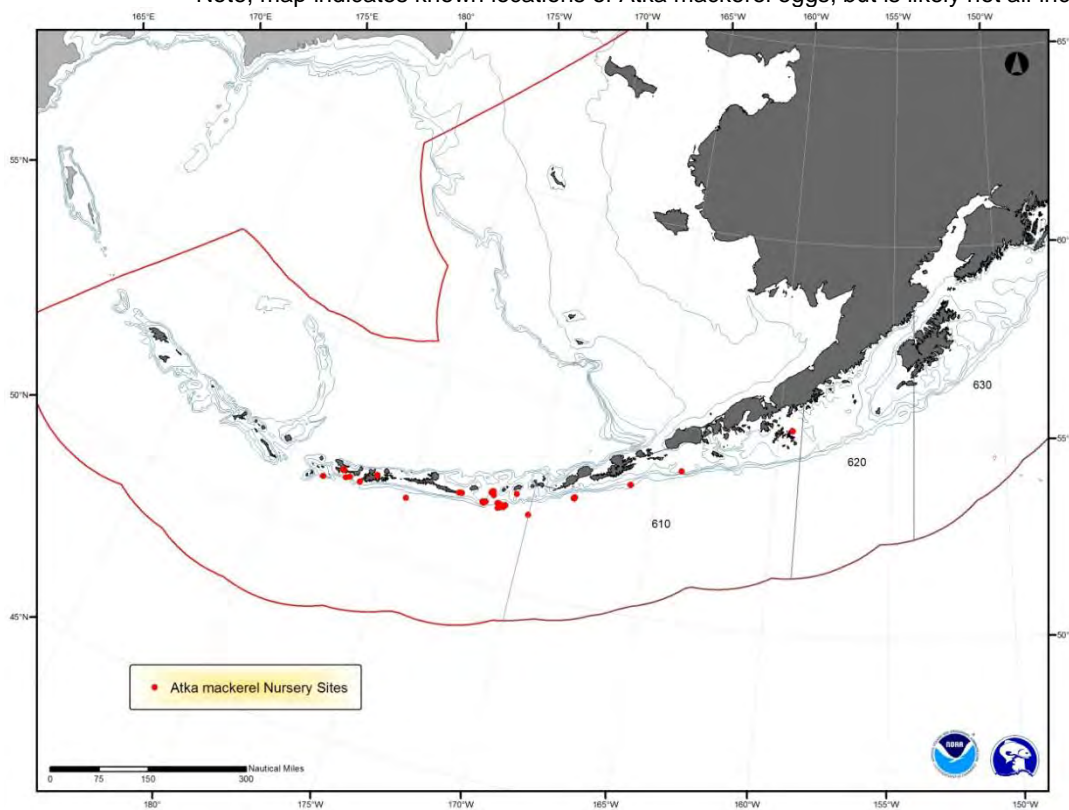 Note, map indicates known locations of Atka mackerel eggs, but is likely not all
165°E 170°E 175°E 180° 175°W 170°W 165°W 160°W 155°W 150°W
65°
55°N
60°
50°N
630
55°
620
610
45°N
50°
Atka mackerel Nursery Sites
NOAA
Nautical Miles
0 75 150 300
180° 175°W 170°W 165°W 160°W 155°W 150°W